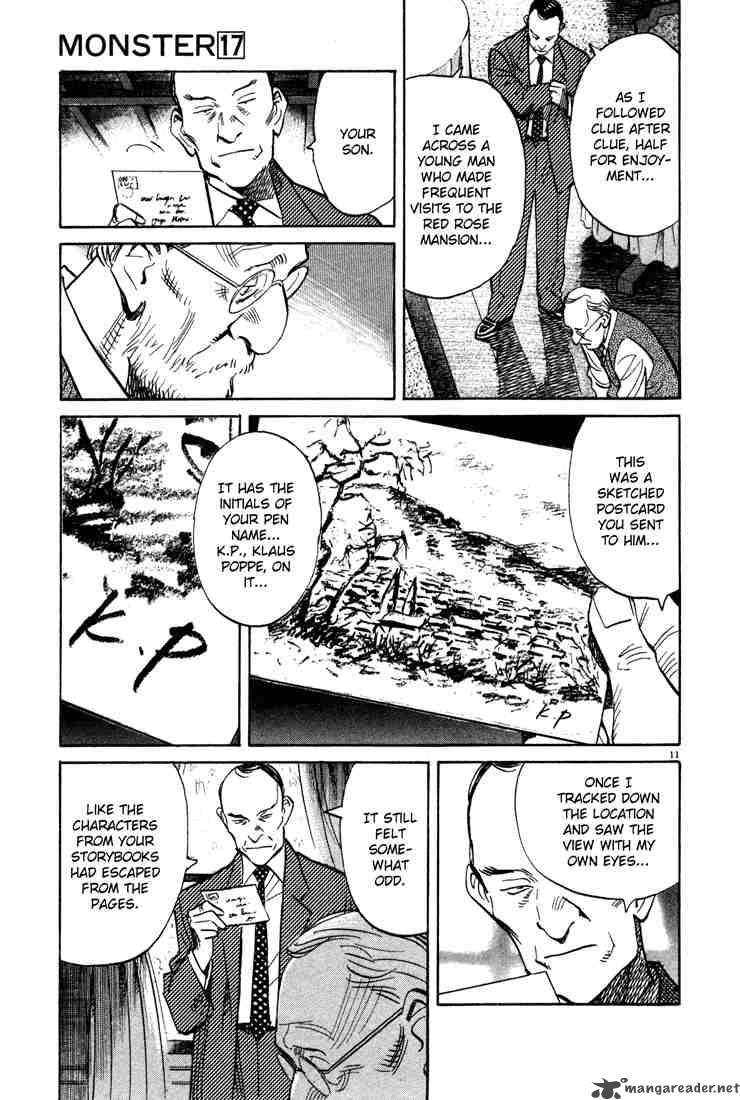 MONSTER 17
AS I
FOLLOWED
CLUE AFTER
CLUE, HALF
FOR ENJOY-
MENT...
I CAME
ACROSS A
YOUNG MAN
WHO MADE
FREQUENT
VISITS TO THE
RED ROSE
MANSION...
YOUR
SON.
THIS
WAS A
SKETCHED
POSTCARD
YOU SENT
TO HIM...
IT HAS THE
INITIALS OF
YOUR PEN
NAME...
K.P., KLAUS
POPPE, ON
IT...
K.P
K.P
11
ONCE I
TRACKED DOWN
THE LOCATION
AND SAW THE
VIEW WITH MY
OWN EYES...
IT STILL
FELT
SOME-
WHAT
ODD.
LIKE THE
CHARACTERS
FROM YOUR
STORYBOOKS
HAD ESCAPED
FROM THE
PAGES.
mangareader.net